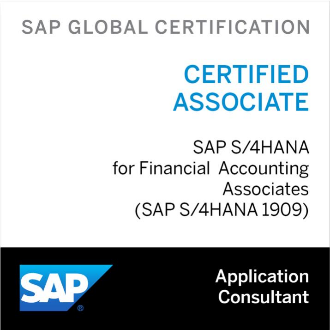 SAP GLOBAL CERTIFICATION
CERTIFIED
ASSOCIATE
SAP S/4HANA
for Financial Accounting
Associates
(SAP S/4HANA 1909)
SAP®
Application
Consultant